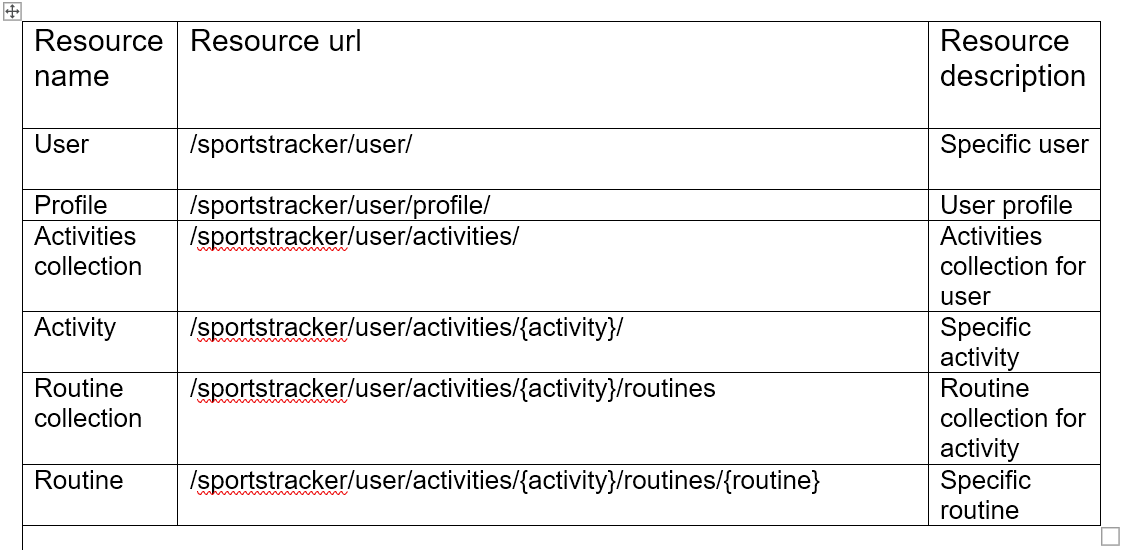 Resource Resource url Resource
name description
User /sportstracker/user/ Specific user
Profile /sportstracker/user/profile/ User profile
Activities /sportstracker/user/activities/ Activities
collection collection for
user
Activity /sportstracker/user/activities/{activity}/ Specific
activity
Routine /sportstracker/user/activities/{activity}/routines Routine
collection collection for
activity
Routine /sportstracker/user/activities/{activity}/routines/{routine} Specific
routine